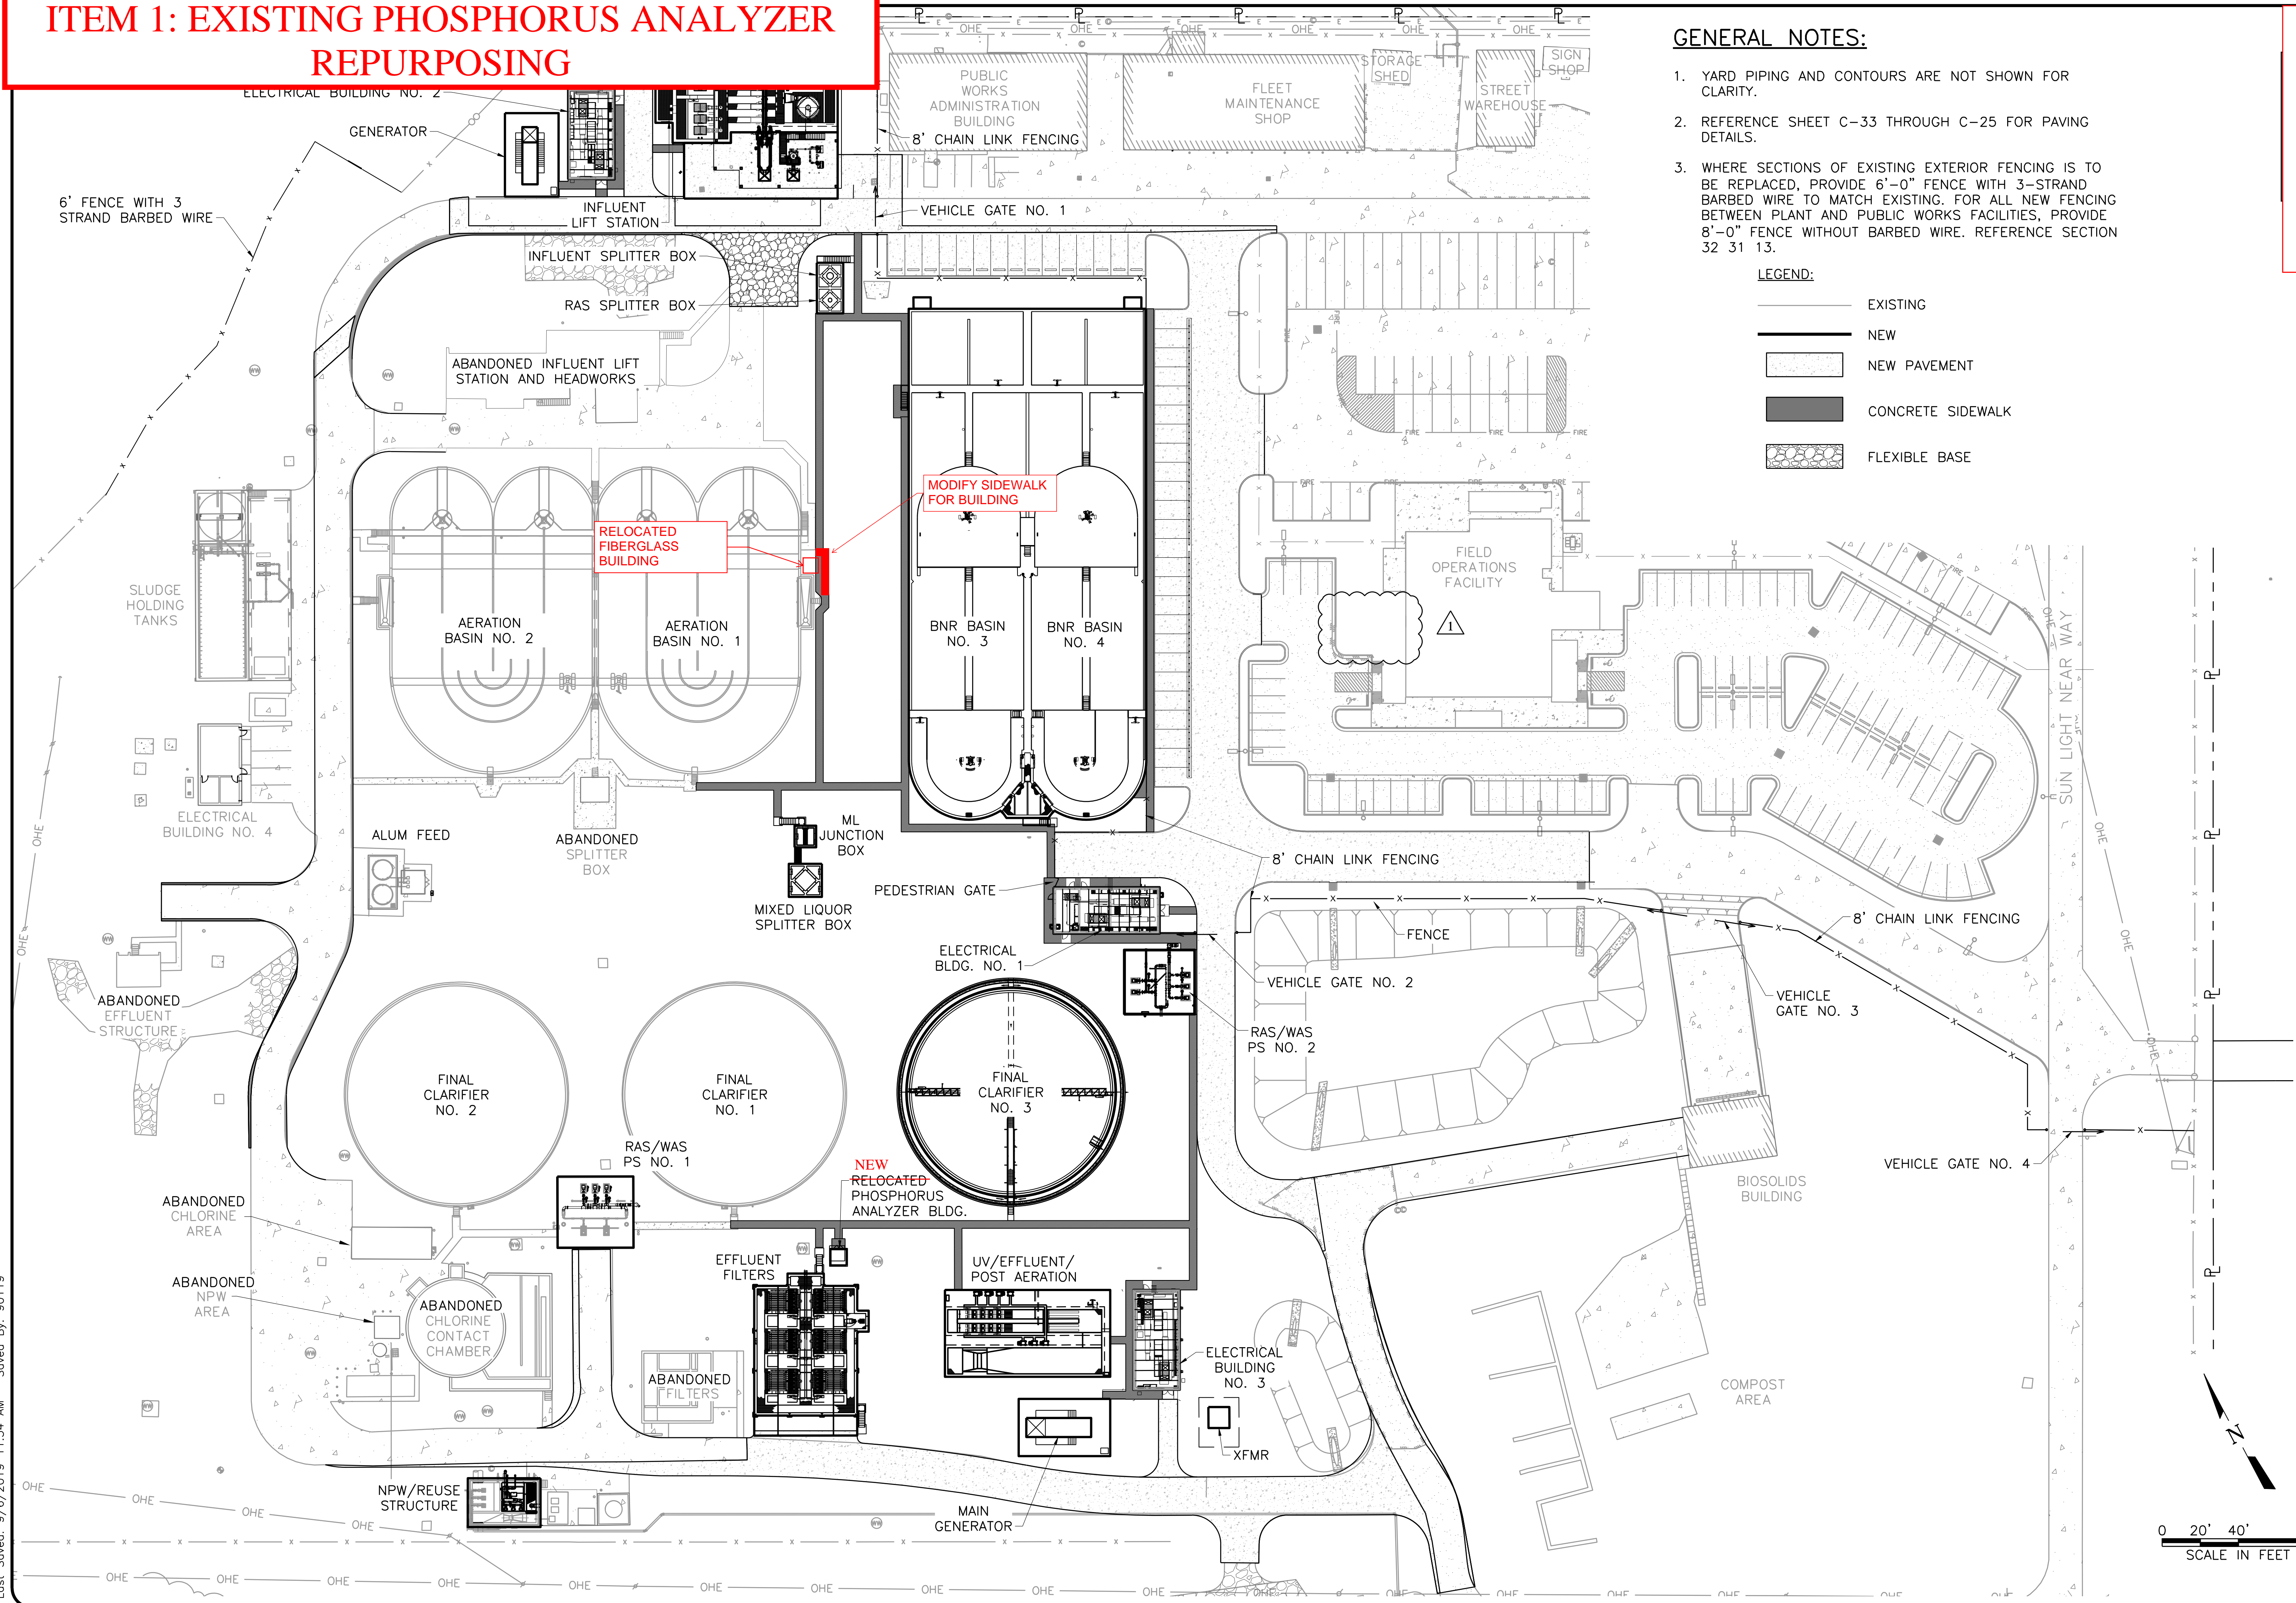 ITEM 1: EXISTING PHOSPHORUS ANALYZER
REPURPOSING
GENERAL NOTES:
1. YARD PIPING AND CONTOURS ARE NOT SHOWN FOR
CLARITY.
2. REFERENCE SHEET C-33 THROUGH C-25 FOR PAVING
DETAILS.
3. WHERE SECTIONS OF EXISTING EXTERIOR FENCING IS TO
BE REPLACED, PROVIDE 6'-0" FENCE WITH 3-STRAND
BARBED WIRE TO MATCH EXISTING. FOR ALL NEW FENCING
BETWEEN PLANT AND PUBLIC WORKS FACILITIES, PROVIDE
8'-0" FENCE WITHOUT BARBED WIRE. REFERENCE SECTION
32 31 13.
LEGEND:
EXISTING
NEW
NEW PAVEMENT
CONCRETE SIDEWALK
FLEXIBLE BASE
ELECTRICAL BUILDING NO. 2
GENERATOR
6' FENCE WITH 3
STRAND BARBED WIRE
INFLUENT
LIFT STATION
PUBLIC
WORKS
ADMINISTRATION
BUILDING
FLEET
MAINTENANCE
SHOP
STORAGE
SHED
STREET
WAREHOUSE
SIGN
SHOP
8' CHAIN LINK FENCING
VEHICLE GATE NO. 1
INFLUENT SPLITTER BOX
RAS SPLITTER BOX
ABANDONED INFLUENT LIFT
STATION AND HEADWORKS
MODIFY SIDEWALK
FOR BUILDING
RELOCATED
FIBERGLASS
BUILDING
SLUDGE
HOLDING
TANKS
AERATION
BASIN NO. 2
AERATION
BASIN NO. 1
BNR BASIN
NO. 3
BNR BASIN
NO. 4
FIELD
OPERATIONS
FACILITY
1
SUN LIGHT NEAR WAY
ELECTRICAL
BUILDING NO. 4
ALUM FEED
ABANDONED
SPLITTER
BOX
ML
JUNCTION
BOX
MIXED LIQUOR
SPLITTER BOX
8' CHAIN LINK FENCING
PEDESTRIAN GATE
FENCE
8' CHAIN LINK FENCING
ELECTRICAL
BLDG. NO. 1
VEHICLE GATE NO. 2
VEHICLE
GATE NO. 3
ABANDONED
EFFLUENT
STRUCTURE
RAS/WAS
PS NO. 2
FINAL
CLARIFIER
NO. 2
FINAL
CLARIFIER
NO. 1
FINAL
CLARIFIER
NO. 3
RAS/WAS
PS NO. 1
NEW
RELOCATED
PHOSPHORUS
ANALYZER BLDG.
VEHICLE GATE NO. 4
BIOSOLIDS
BUILDING
ABANDONED
CHLORINE
AREA
EFFLUENT
FILTERS
UV/EFFLUENT/
POST AERATION
ABANDONED
NPW
AREA
ABANDONED
CHLORINE
CONTACT
CHAMBER
ABANDONED
FILTERS
ELECTRICAL
BUILDING
NO. 3
COMPOST
AREA
XFMR
NPW/REUSE
STRUCTURE
MAIN
GENERATOR
N
0 20' 40'
SCALE IN FEET